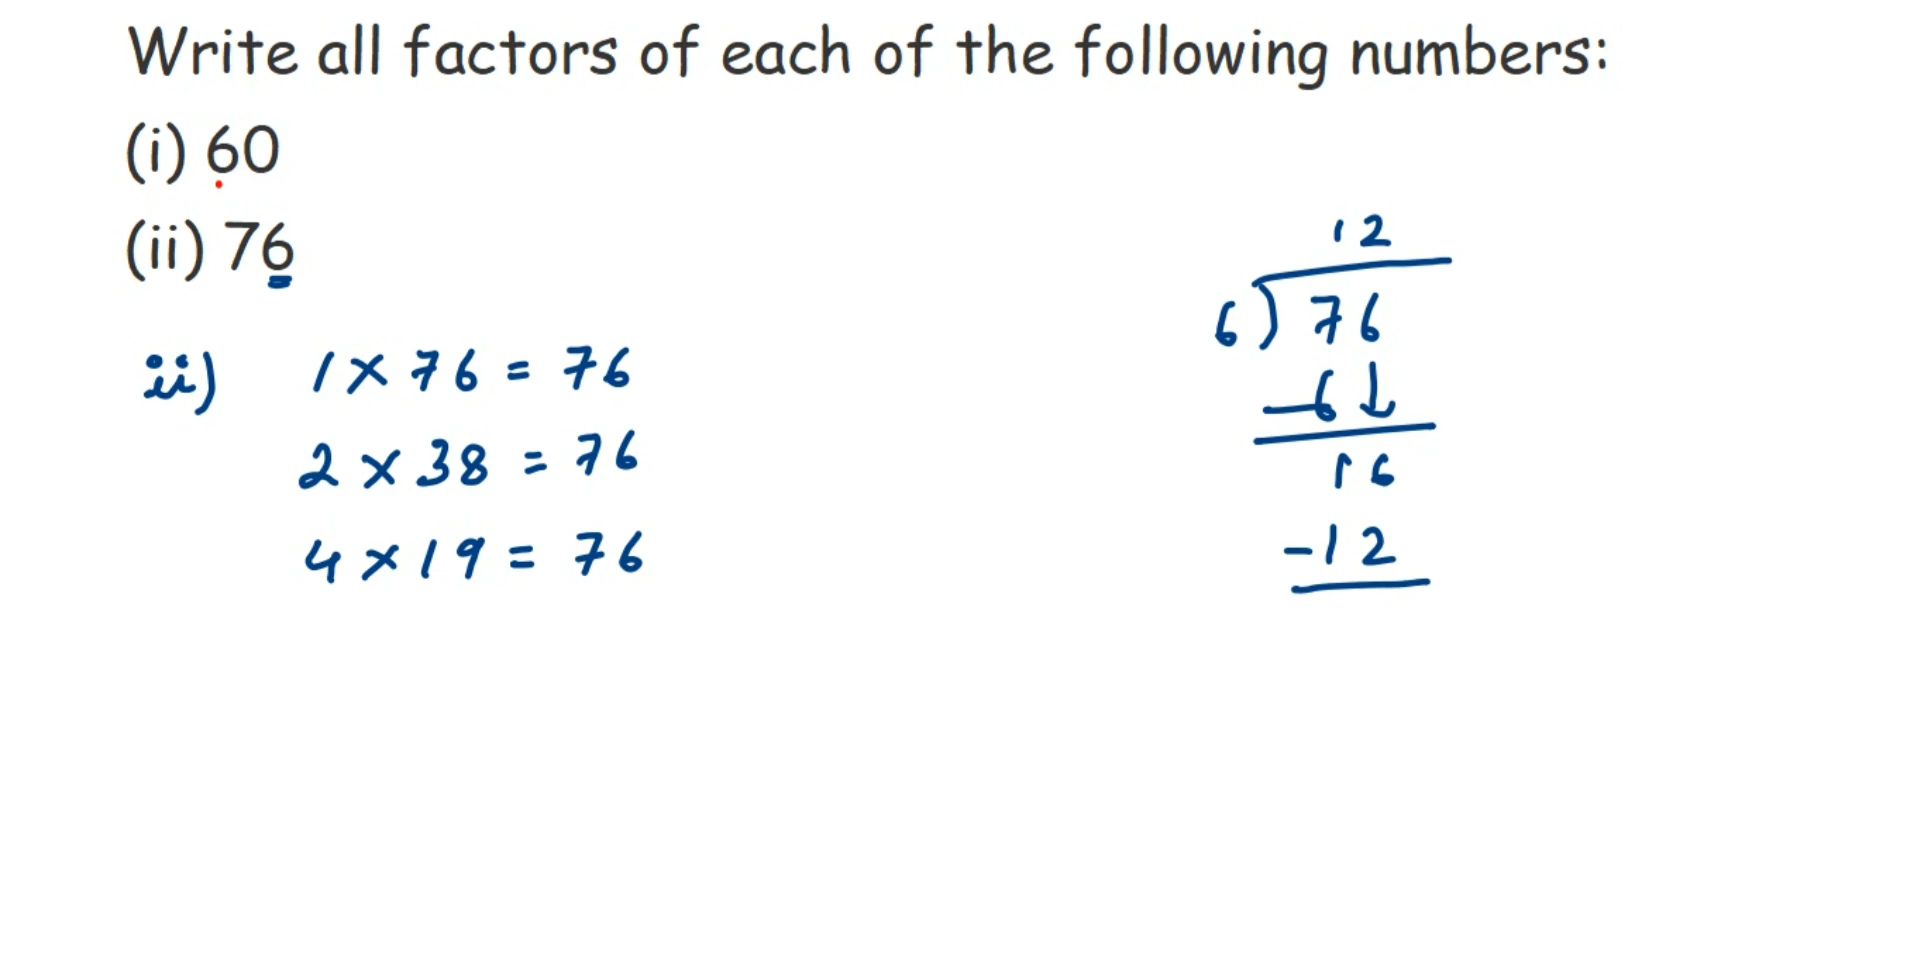 Write all factors of each of the following numbers:
(i) 60
(ii) 76
ii) 1 × 76 = 76
2 × 38 = 76
4 × 19 = 76
12
6) 76
-6↓
16
-12